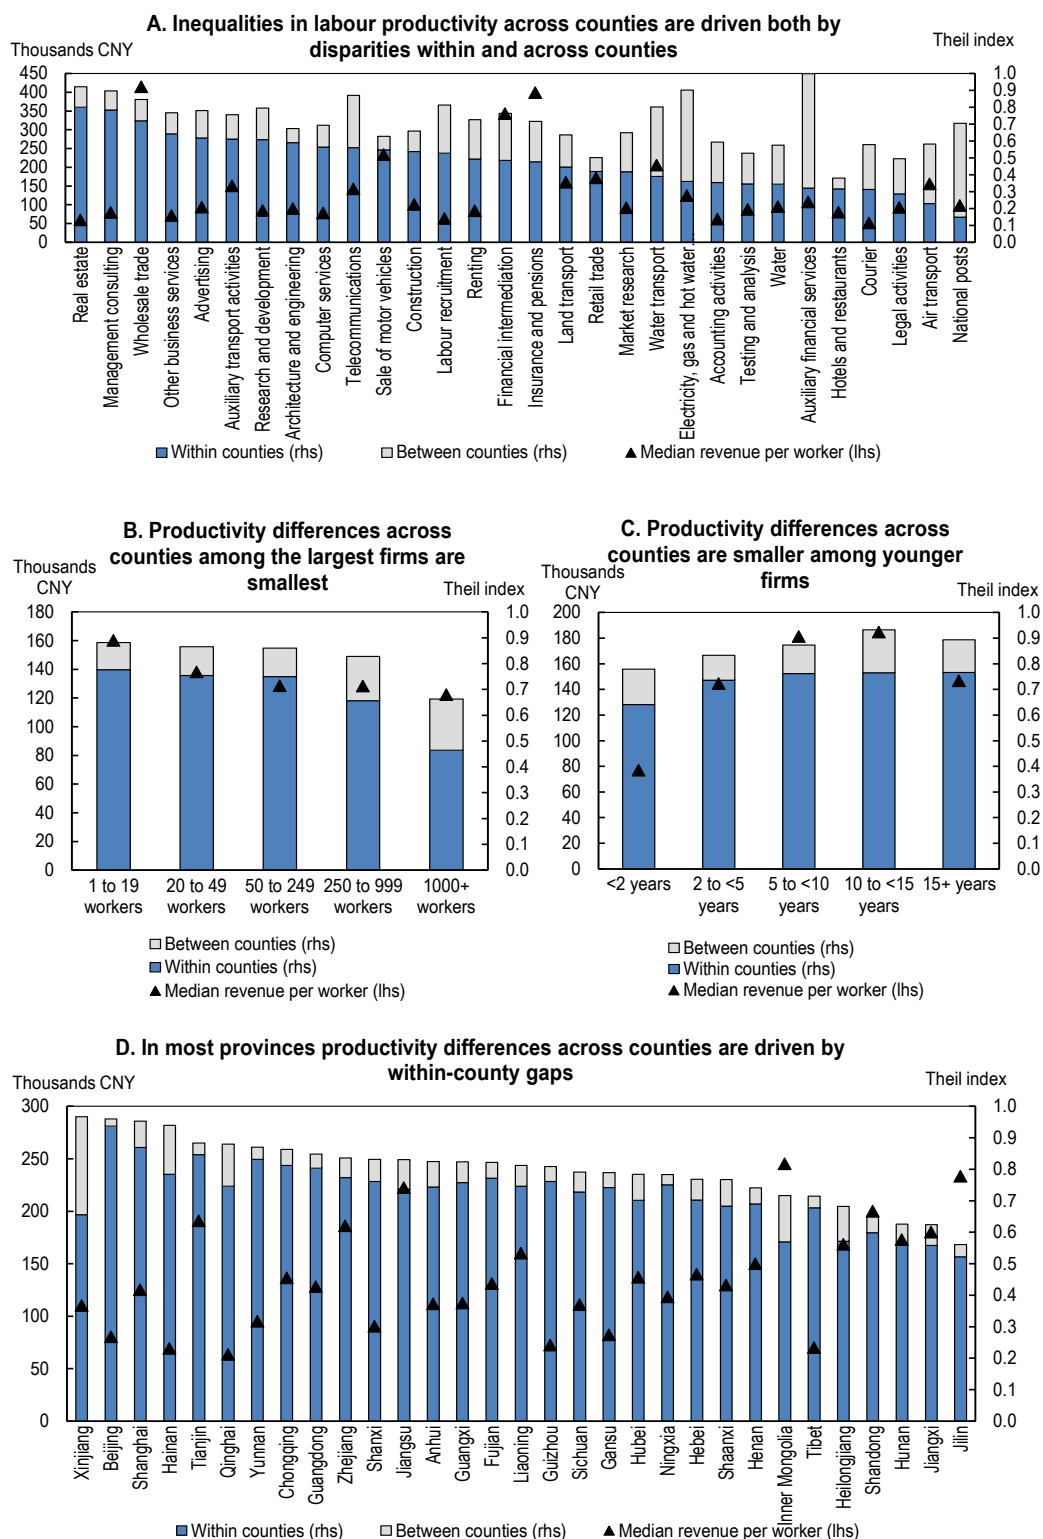 A. Inequalities in labour productivity across counties are driven both by
disparities within and across counties
Thousands CNY
Theil index
450
400
350
300
250
200
150
100
50
0
1.0
0.9
0.8
0.7
0.6
0.5
0.4
0.3
0.2
0.1
0.0
Real estate
Management consulting
Wholesale trade
Other business services
Advertising
Auxiliary transport activities
Research and development
Architecture and engineering
Computer services
Telecommunications
Sale of motor vehicles
Construction
Labour recruitment
Renting
Financial intermediation
Insurance and pensions
Land transport
Retail trade
Market research
Water transport
Electricity, gas and hot water…
Accounting activities
Testing and analysis
Water
Auxiliary financial services
Hotels and restaurants
Courier
Legal activities
Air transport
National posts
Within counties (rhs)
Between counties (rhs)
Median revenue per worker (lhs)
B. Productivity differences across
counties among the largest firms are
smallest
Thousands
CNY
Theil index
180
160
140
120
100
80
60
40
20
0
1.0
0.9
0.8
0.7
0.6
0.5
0.4
0.3
0.2
0.1
0.0
1 to 19
workers
20 to 49
workers
50 to 249
workers
250 to 999
workers
1000+
workers
Between counties (rhs)
Within counties (rhs)
Median revenue per worker (lhs)
C. Productivity differences across
counties are smaller among younger
firms
Thousands
CNY
Theil index
200
180
160
140
120
100
80
60
40
20
0
1.0
0.9
0.8
0.7
0.6
0.5
0.4
0.3
0.2
0.1
0.0
<2 years
2 to <5
years
5 to <10
years
10 to <15
years
15+ years
Between counties (rhs)
Within counties (rhs)
Median revenue per worker (lhs)
D. In most provinces productivity differences across counties are driven by
within-county gaps
Thousands CNY
Theil index
300
250
200
150
100
50
0
1.0
0.9
0.8
0.7
0.6
0.5
0.4
0.3
0.2
0.1
0.0
Xinjiang
Beijing
Shanghai
Hainan
Tianjin
Qinghai
Yunnan
Chongqing
Guangdong
Zhejiang
Shanxi
Jiangsu
Anhui
Guangxi
Fujian
Liaoning
Guizhou
Sichuan
Gansu
Hubei
Ningxia
Hebei
Shaanxi
Henan
Inner Mongolia
Tibet
Heilongjiang
Shandong
Hunan
Jiangxi
Jilin
Within counties (rhs)
Between counties (rhs)
Median revenue per worker (lhs)